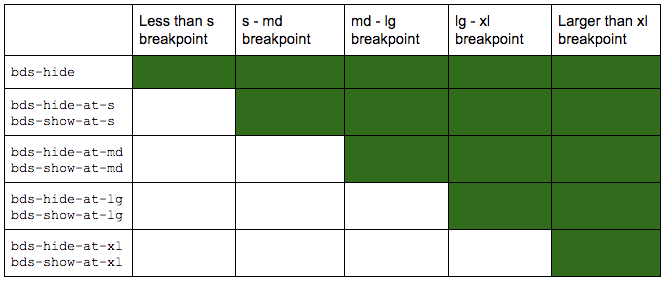 Less than s
breakpoint
s - md
breakpoint
md - lg
breakpoint
lg - xl
breakpoint
Larger than xl
breakpoint
bds-hide
bds-hide-at-s
bds-show-at-s
bds-hide-at-md
bds-show-at-md
bds-hide-at-lg
bds-show-at-lg
bds-hide-at-xl
bds-show-at-xl